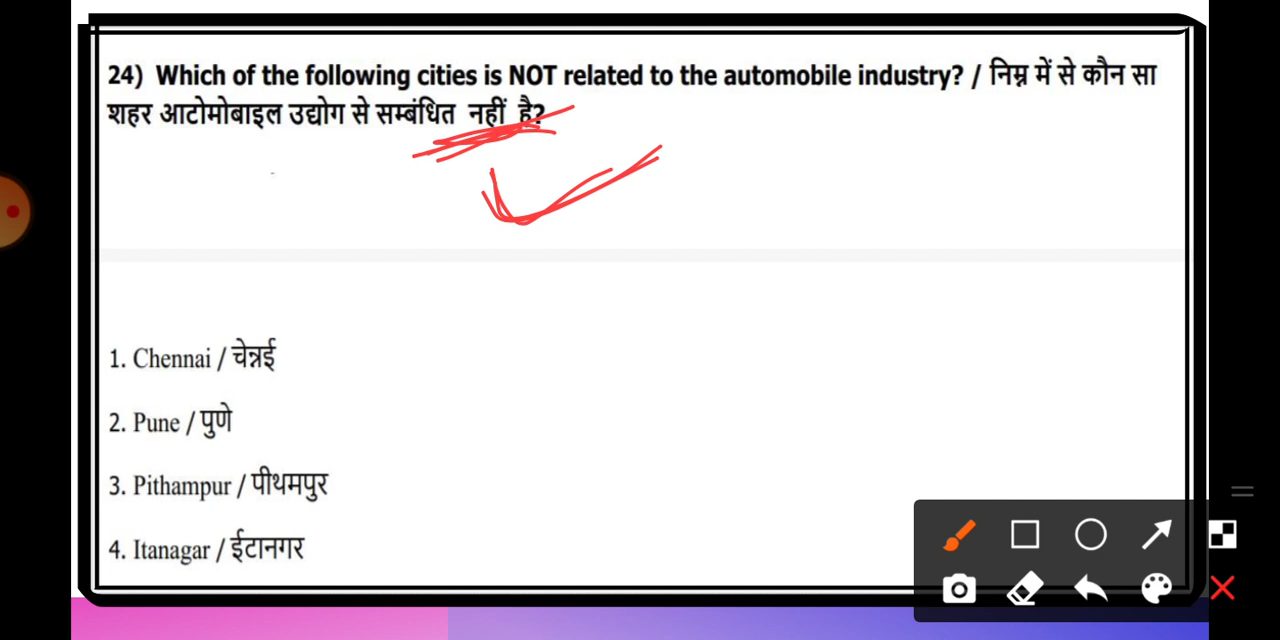 24) Which of the following cities is NOT related to the automobile industry? / निम्न में से कौन सा
शहर आटोमोबाइल उद्योग से सम्बंधित नहीं है?
1. Chennai / चेन्नई
2. Pune / पुणे
3. Pithampur / पीथमपुर
4. Itanagar / ईटानगर